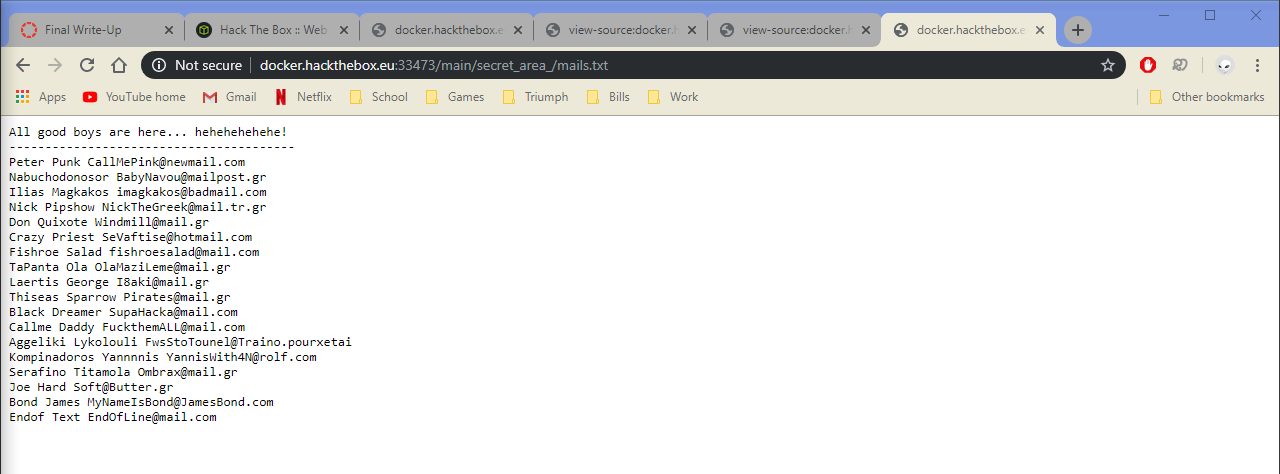 Final Write-Up
Hack The Box :: Web
docker.hackthebox.e
view-source:docker.h
view-source:docker.h
docker.hackthebox.e
Not secure | docker.hackthebox.eu:33473/main/secret_area_/mails.txt
Apps YouTube home Gmail Netflix School Games Triumph Bills Work Other bookmarks
All good boys are here... hehehehehehe!
----------------------------------------
Peter Punk CallMePink@newmail.com
Nabuchodonosor BabyNavou@mailpost.gr
Ilias Magkakos imagkakos@badmail.com
Nick Pipshow NickTheGreek@mail.tr.gr
Don Quixote Windmill@mail.gr
Crazy Priest SeVaftise@hotmail.com
Fishroe Salad fishroesalad@mail.com
TaPanta Ola OlaMaziLeme@mail.gr
Laertis George I8aki@mail.gr
Thiseas Sparrow Pirates@mail.gr
Black Dreamer SupaHacka@mail.com
Callme Daddy FuckthemALL@mail.com
Aggeliki Lykolouli FwsStoTounel@Traino.pourxetai
Kompinadoros Yannnnis YannisWith4N@rolf.com
Serafino Titamola Ombrax@mail.gr
Joe Hard Soft@Butter.gr
Bond James MyNameIsBond@JamesBond.com
Endof Text EndOfLine@mail.com